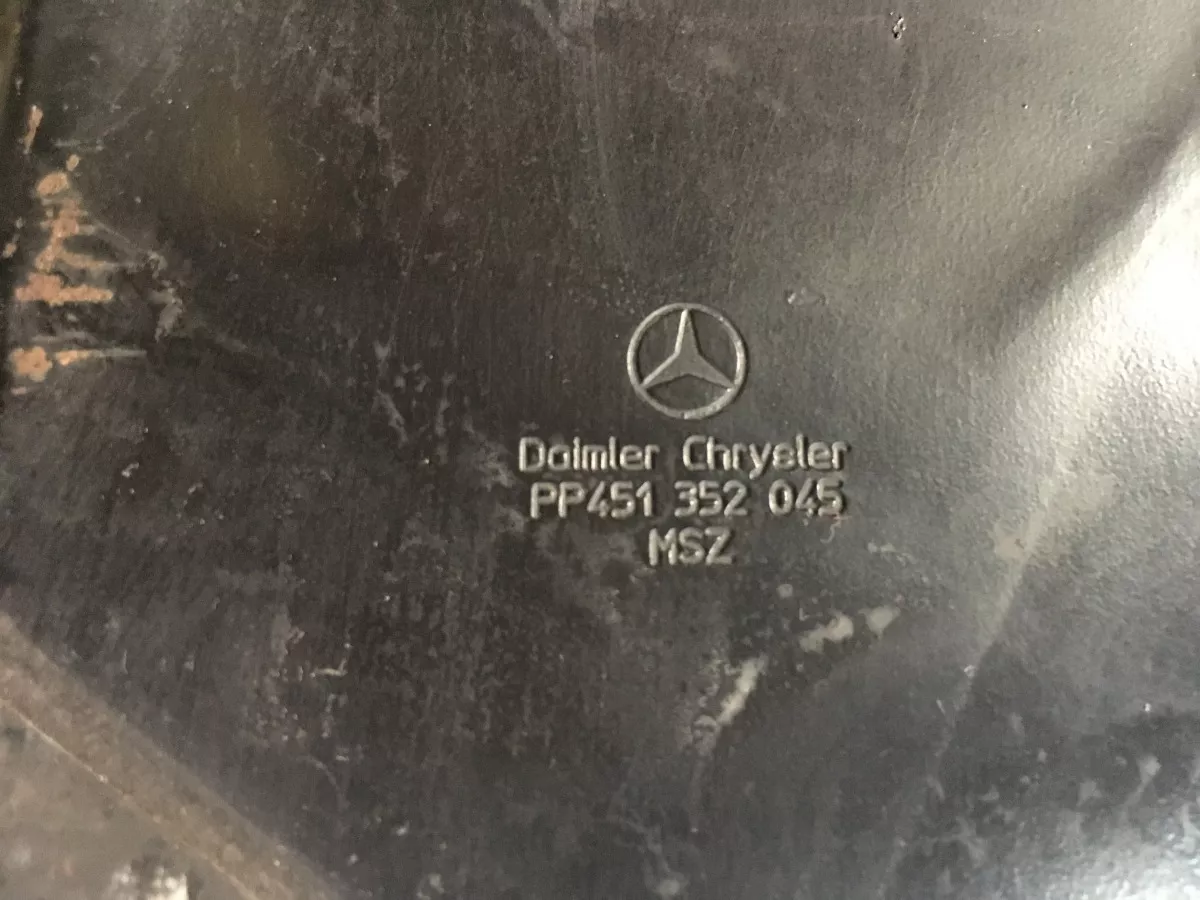 Daimler Chrysler
PP451 352 045
MSZ